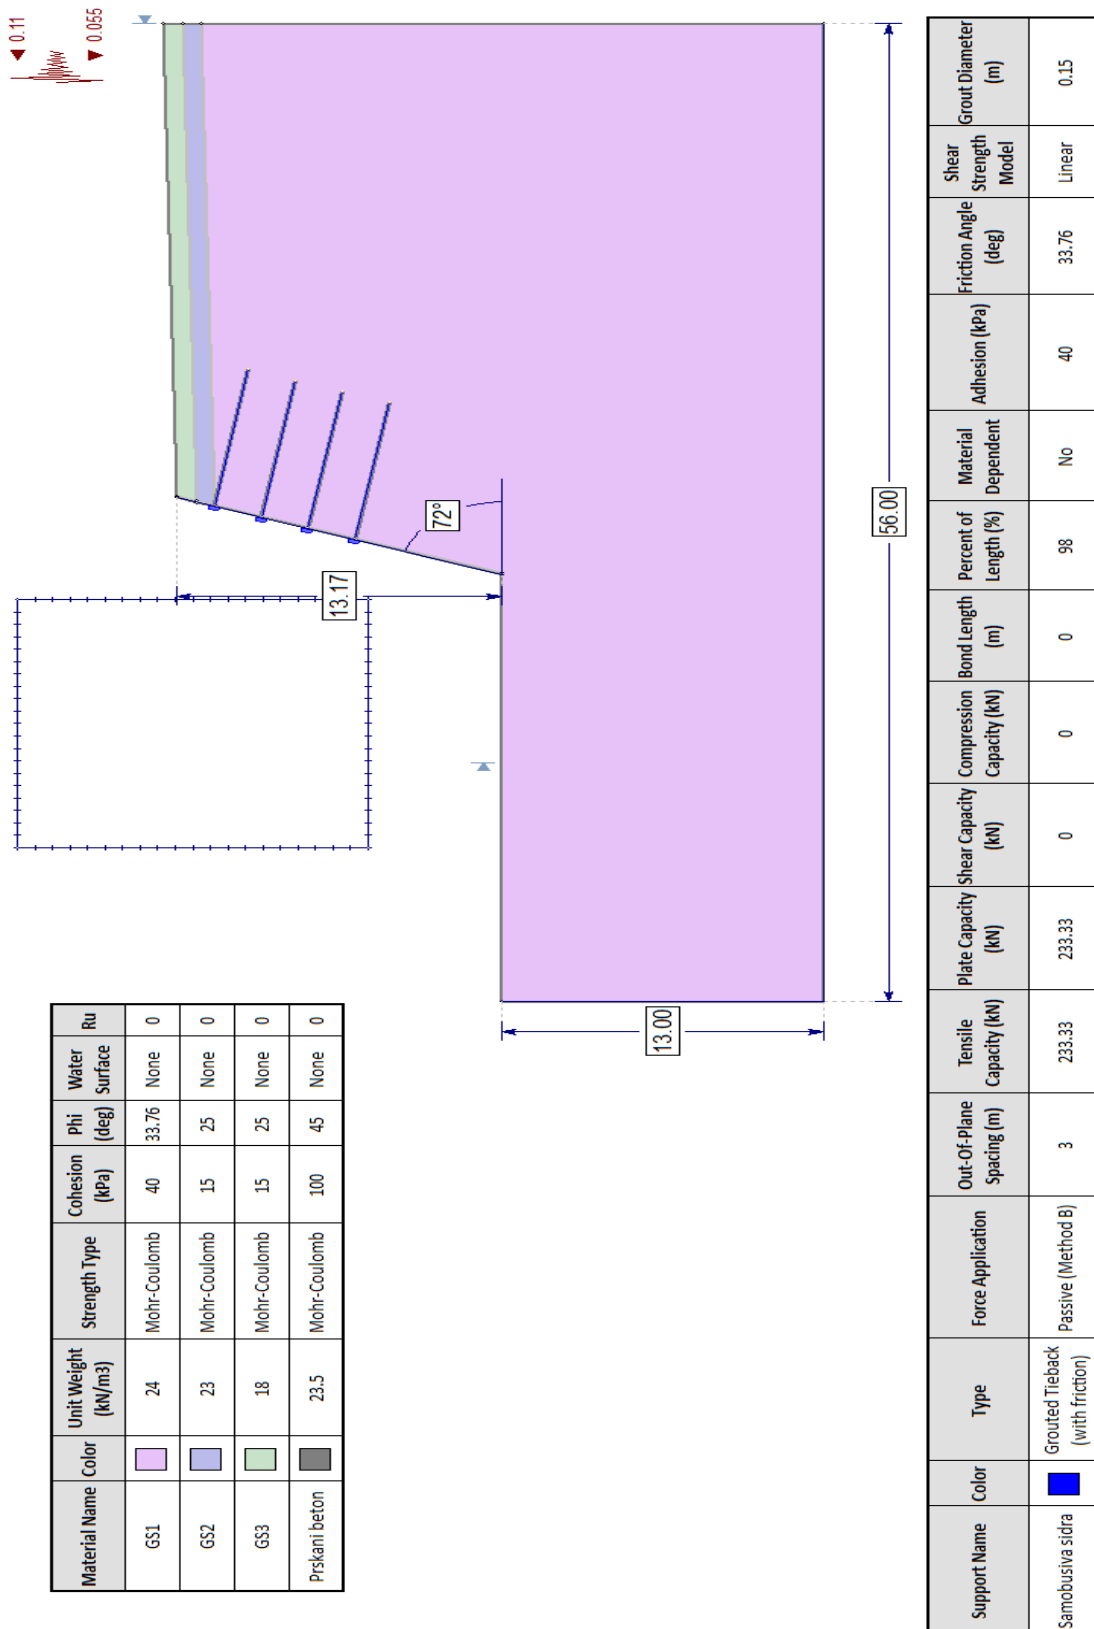 0.11
0.055
13.17
72°
56.00
13.00
Material Name Color Unit Weight (kN/m3) Strength Type Cohesion (kPa) Phi (deg) Water Surface Ru
GS1 24 Mohr-Coulomb 40 33.76 None 0
GS2 23 Mohr-Coulomb 15 25 None 0
GS3 18 Mohr-Coulomb 15 25 None 0
Prskani beton 23.5 Mohr-Coulomb 100 45 None 0
Support Name Color Type Force Application Out-Of-Plane Spacing (m) Tensile Capacity (kN) Plate Capacity (kN) Shear Capacity (kN) Compression Capacity (kN) Bond Length (m) Percent of Length (%) Material Dependent Adhesion (kPa) Friction Angle (deg) Shear Strength Model Grout Diameter (m)
Samobusiva sidra Grouted Tieback (with friction) Passive (Method B) 3 233.33 233.33 0 0 0 98 No 40 33.76 Linear 0.15